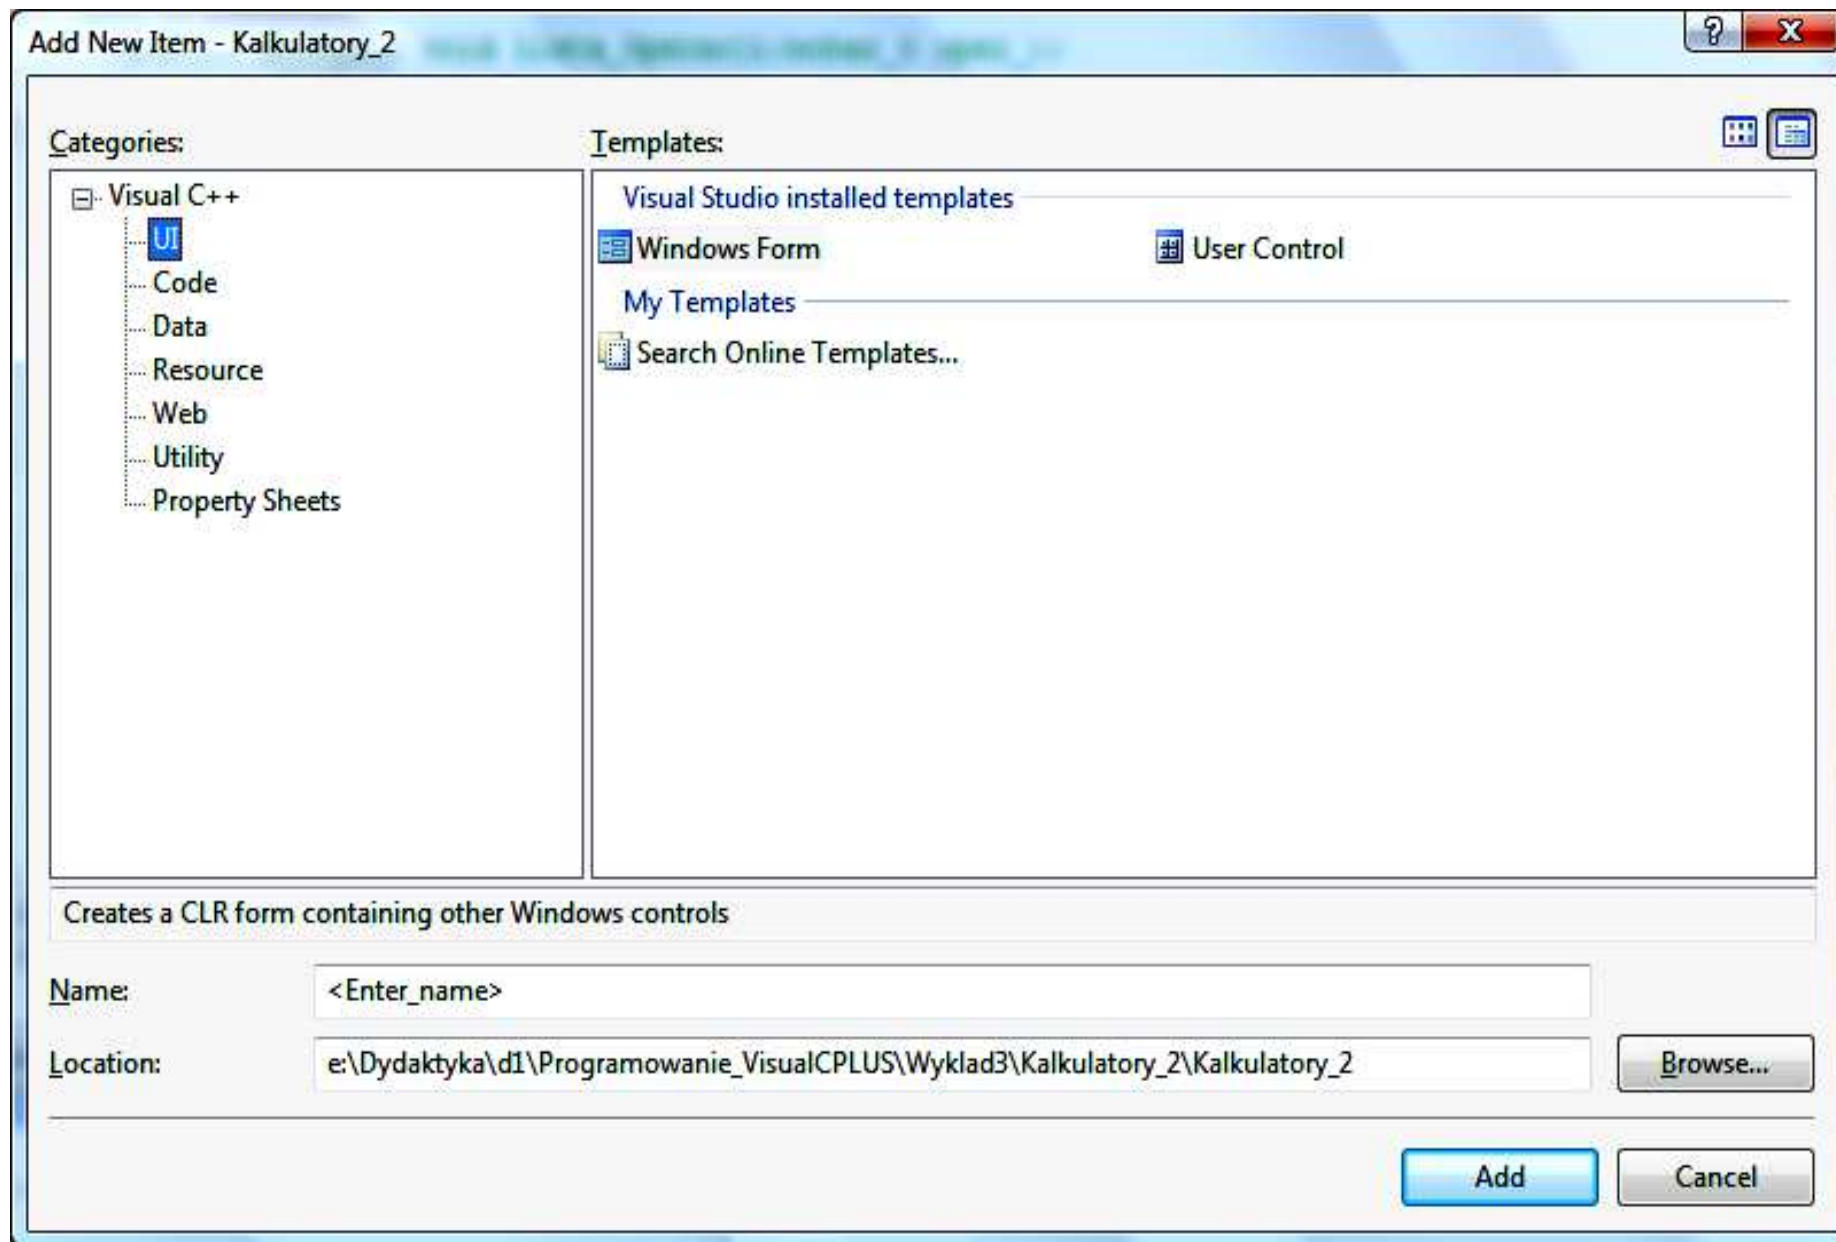 Add New Item - Kalkulatory_2
Categories:
Templates:
Visual C++
UI
Code
Data
Resource
Web
Utility
Property Sheets
Visual Studio installed templates
Windows Form
User Control
My Templates
Search Online Templates...
Creates a CLR form containing other Windows controls
Name:
<Enter_name>
Location:
e:\Dydaktyka\d1\Programowanie_VisualCPLUS\Wyklad3\Kalkulatory_2\Kalkulatory_2
Browse...
Add
Cancel